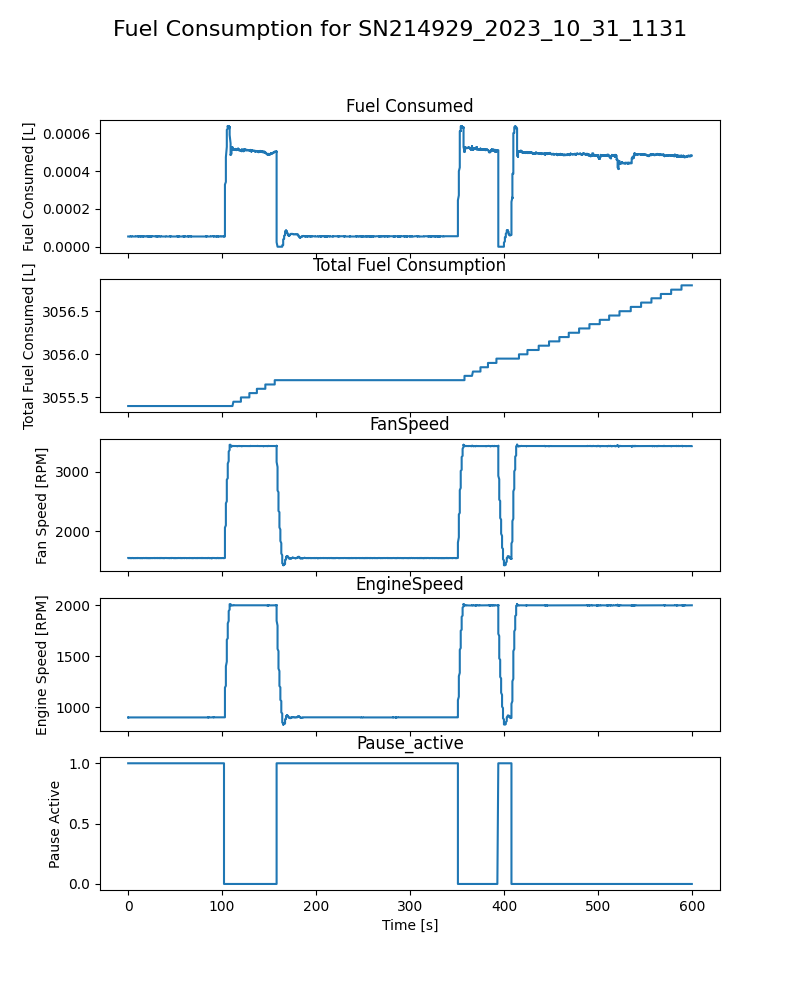 Fuel Consumption for SN214929_2023_10_31_1131
Fuel Consumed
Fuel Consumed [L]
0.0006
0.0004
0.0002
0.0000
Total Fuel Consumption
Total Fuel Consumed [L]
3056.5
3056.0
3055.5
FanSpeed
Fan Speed [RPM]
3000
2000
EngineSpeed
Engine Speed [RPM]
2000
1500
1000
Pause_active
Pause Active
1.0
0.5
0.0
0 100 200 300 400 500 600
Time [s]